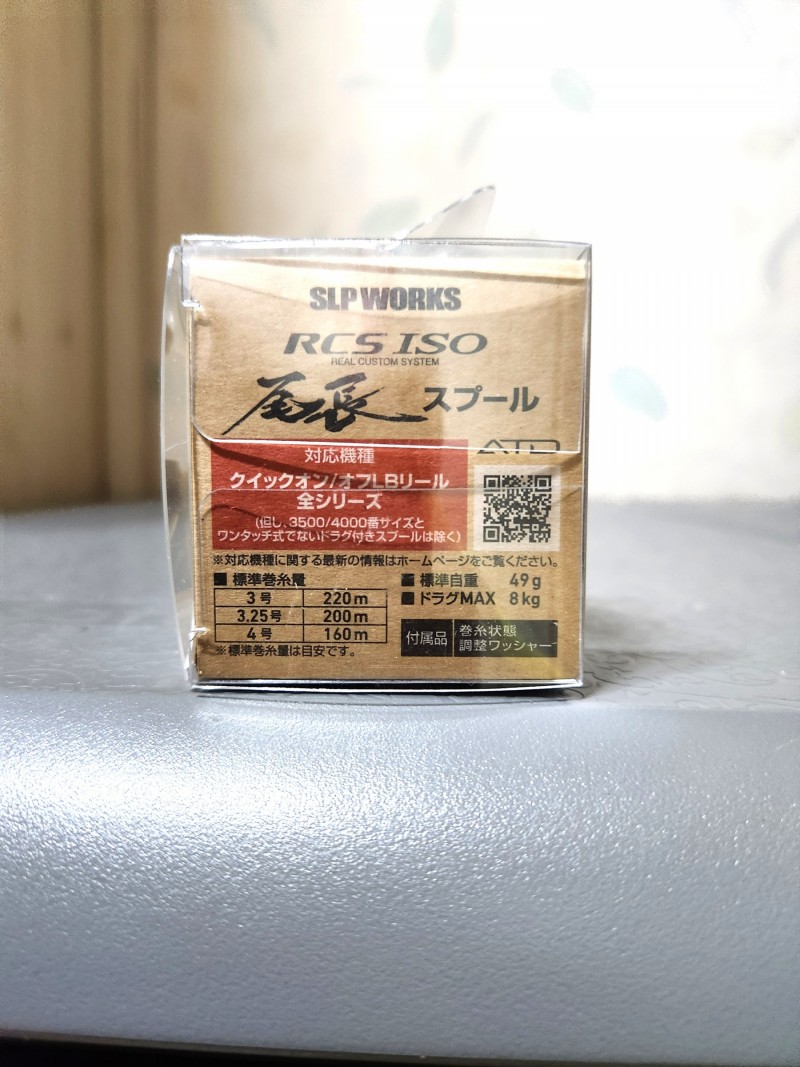 SLP WORKS
RCS ISO
REAL CUSTOM SYSTEM
尾長 スプール
ATD
対応機種
クイックオン/オフLBリール
全シリーズ
(但し、3500/4000番サイズと
ワンタッチ式でないドラグ付きスプールは除く)
※対応機種に関する最新の情報はホームページをご覧ください。
■標準巻糸量
3号 220m
3.25号 200m
4号 160m
※標準巻糸量は目安です。
■標準自重 49g
■ドラグMAX 8kg
付属品 巻糸状態
調整ワッシャー